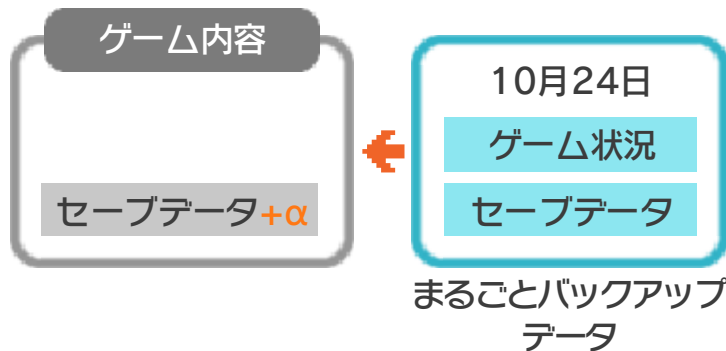 ゲーム内容
セーブデータ+α
10月24日
ゲーム状況
セーブデータ
まるごとバックアップ
データ